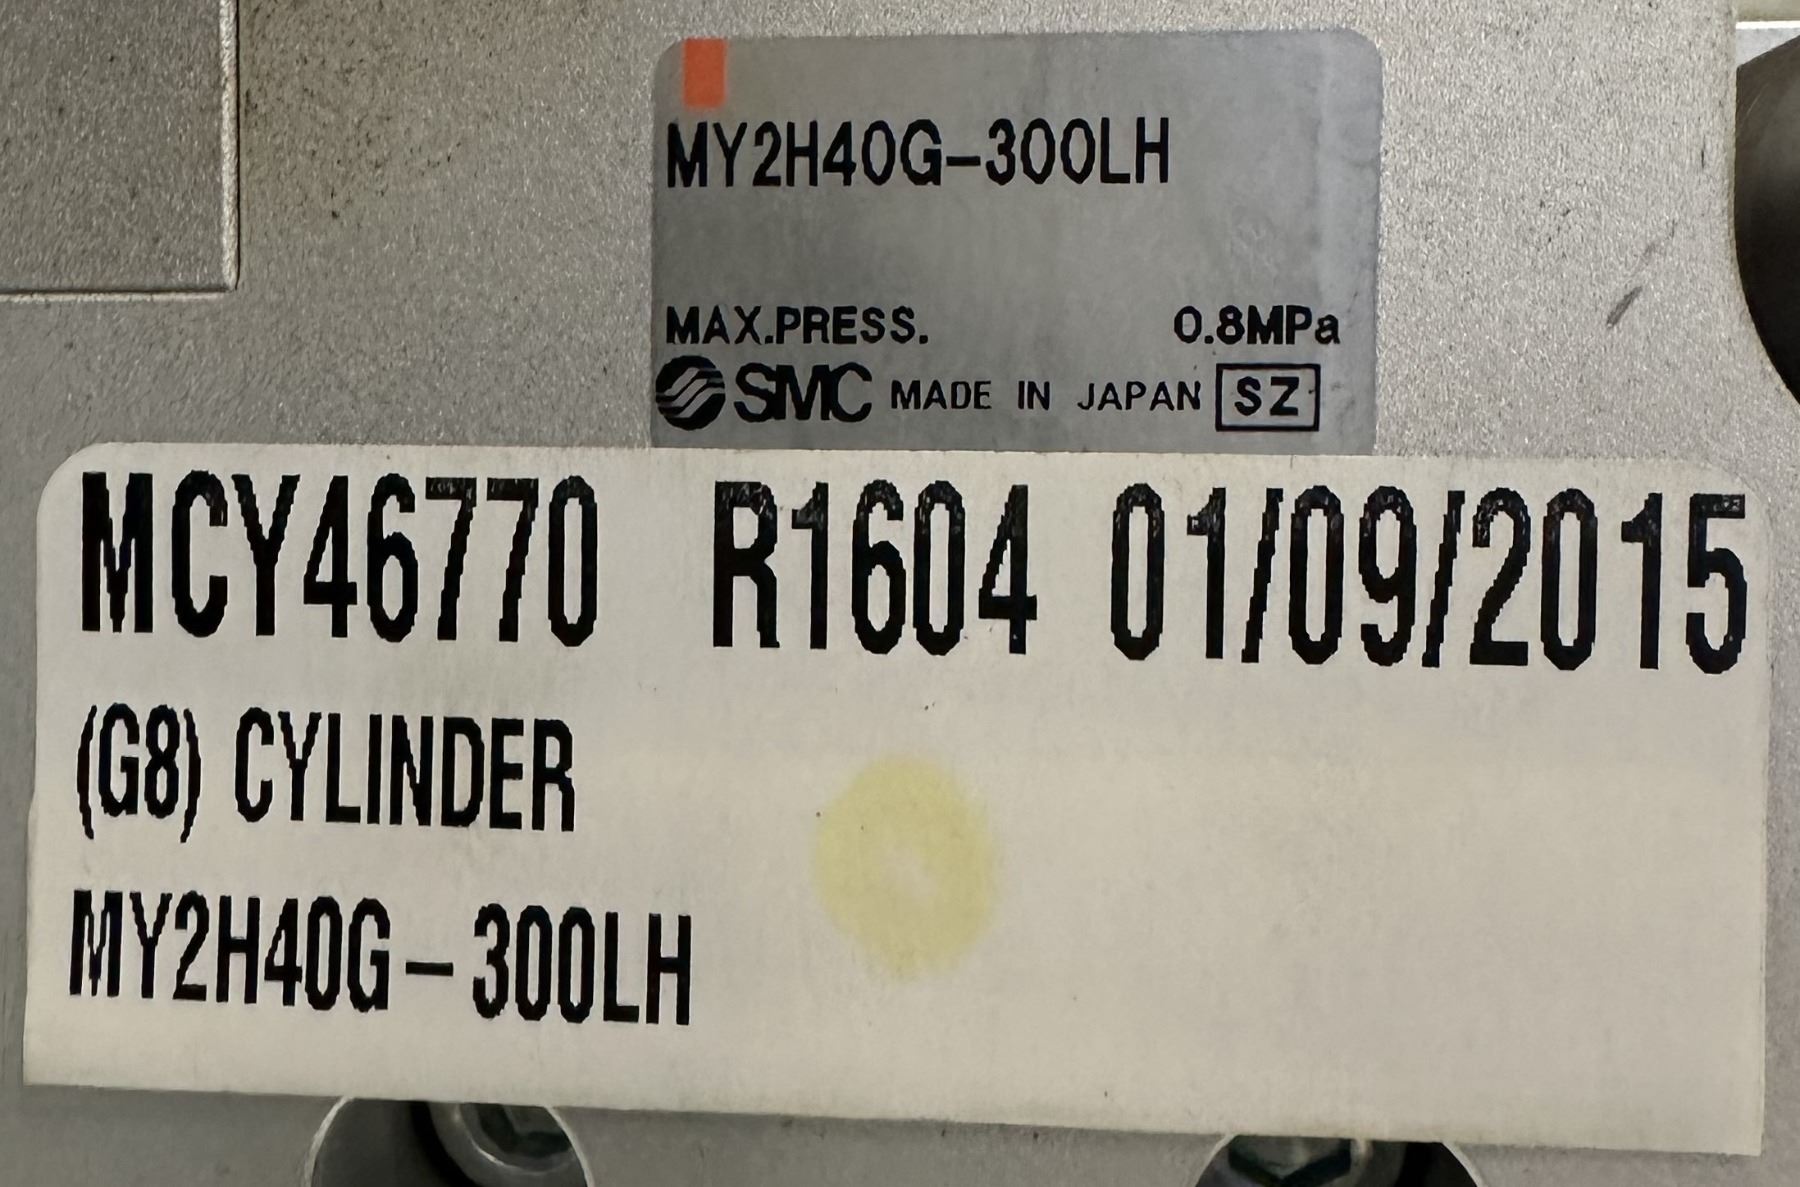 MY2H40G-300LH
MAX.PRESS. 0.8MPa
SMC MADE IN JAPAN SZ
MCY46770 R1604 01/09/2015
(G8) CYLINDER
MY2H40G-300LH